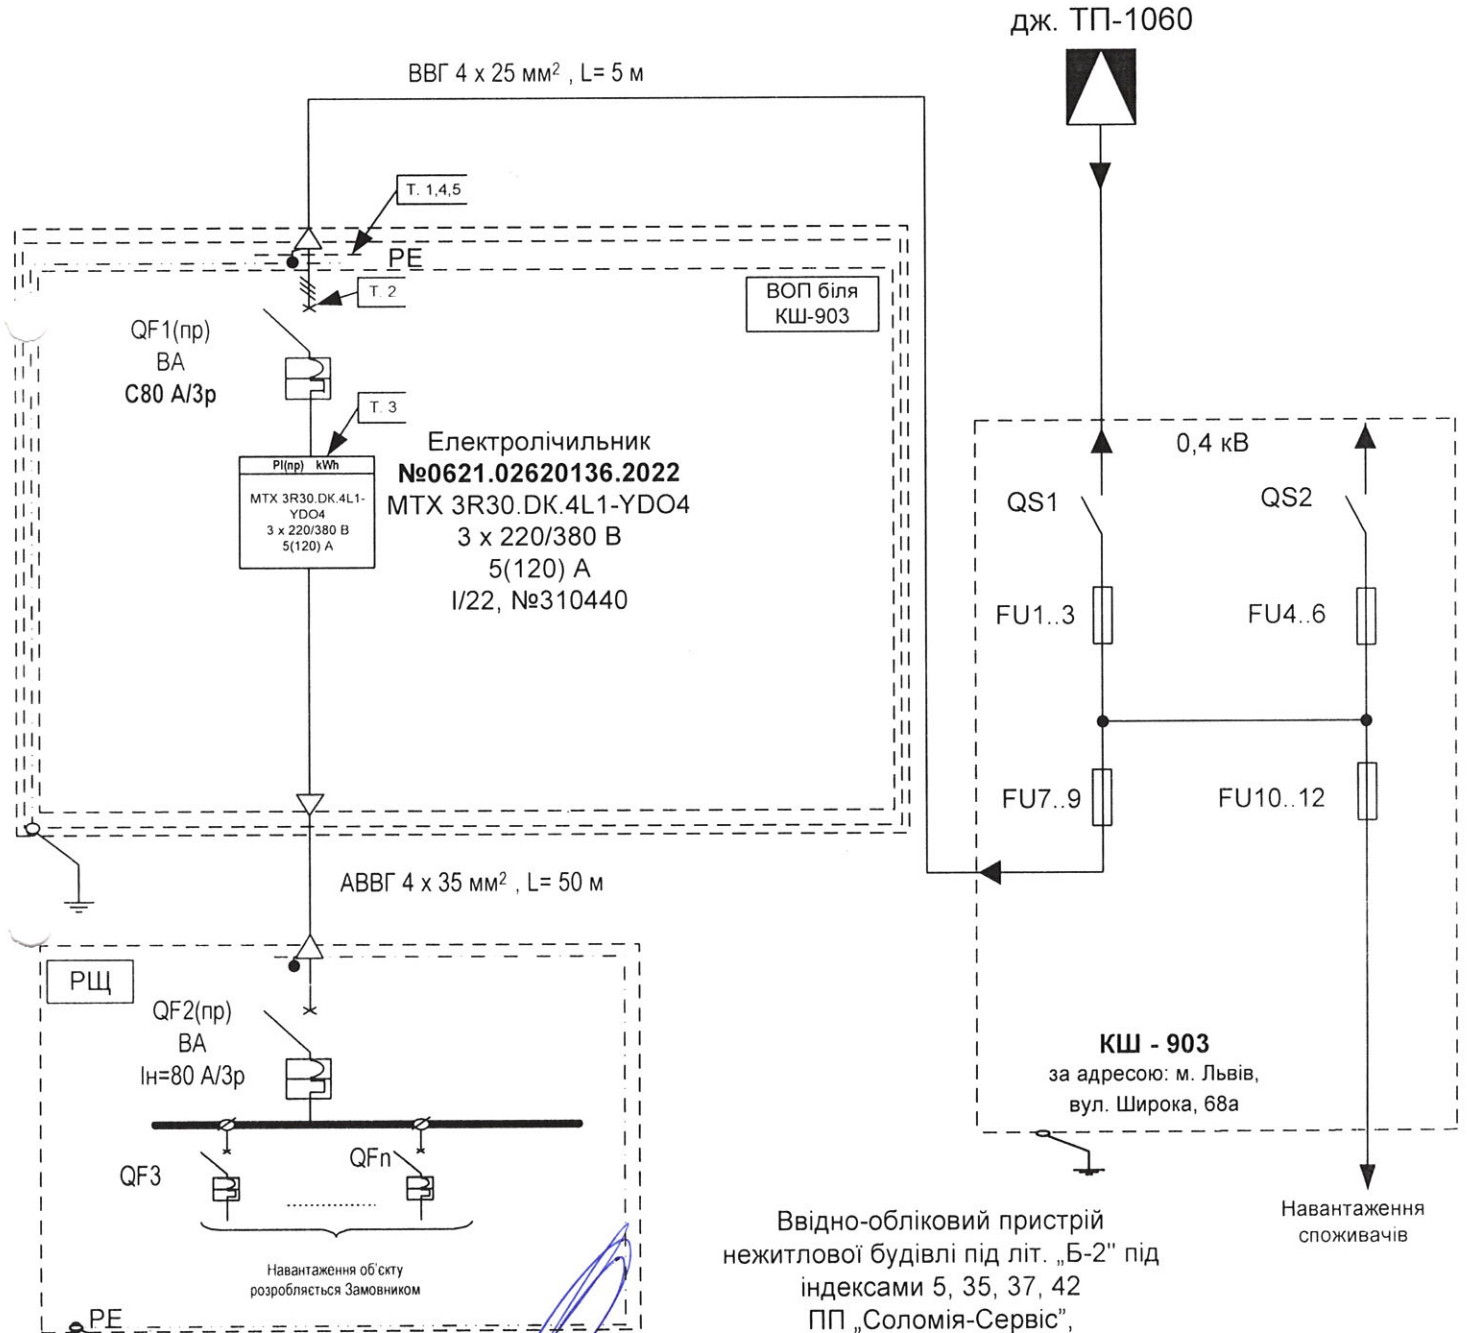 дж. ТП-1060
ВВГ 4 х 25 мм² , L= 5 м
Т. 1,4,5
PE
Т. 2
ВОП біля
КШ-903
QF1(пр)
ВА
С80 А/3р
Т. 3
Електролічильник
№0621.02620136.2022
МТХ 3R30.DK.4L1-YDO4
3 х 220/380 В
5(120) А
І/22, №310440
PI(пр) kWh
МТХ 3R30.DK.4L1-
YDO4
3 х 220/380 В
5(120) А
0,4 кВ
QS1
QS2
FU1..3
FU4..6
FU7..9
FU10..12
АВВГ 4 х 35 мм² , L= 50 м
РЩ
QF2(пр)
ВА
Ін=80 А/3р
QF3
QFn
....................
Навантаження об'єкту
розробляється Замовником
PE
КШ - 903
за адресою: м. Львів,
вул. Широка, 68а
Навантаження
споживачів
Ввідно-обліковий пристрій
нежитлової будівлі під літ. „Б-2" під
індексами 5, 35, 37, 42
ПП „Соломія-Сервіс",